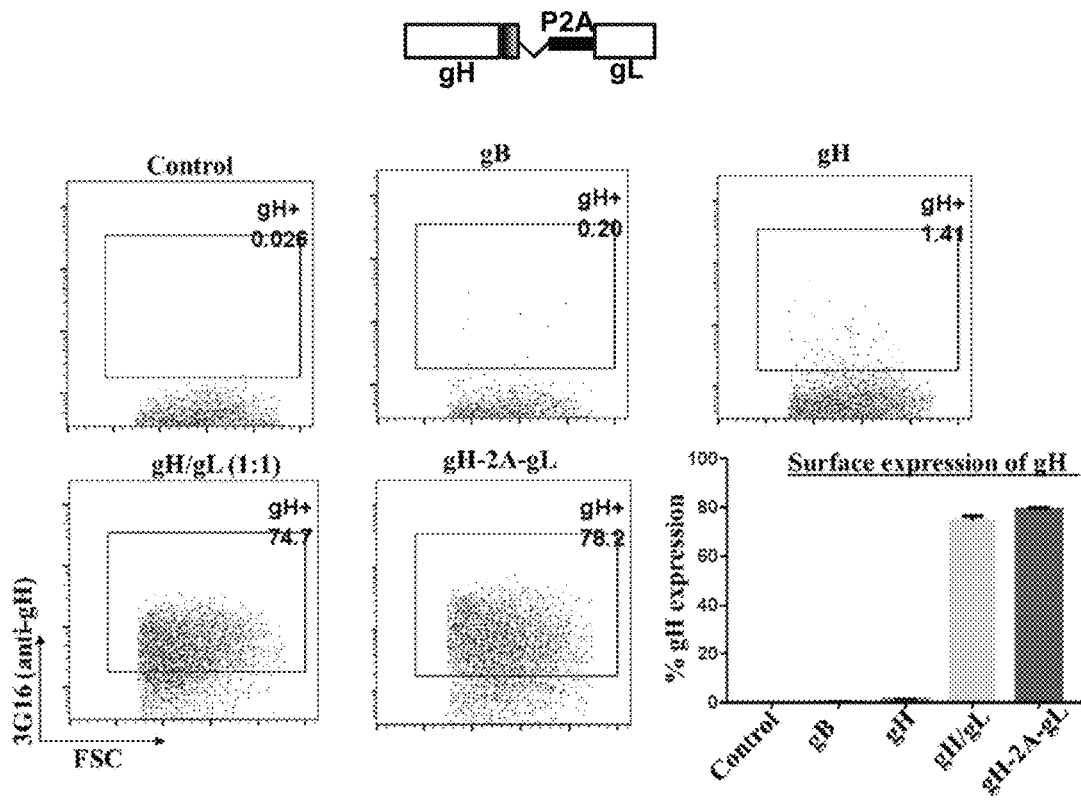 P2A
gH
gL
Control
gH+
0.026
gB
gH+
0.20
gH
gH+
1.41
gH/gL (1:1)
gH+
74.7
gH-2A-gL
gH+
78.2
3G16 (anti-gH)
FSC
Surface expression of gH
% gH expression
100
80
60
40
20
0
Control
gB
gH
gH/gL
gH-2A-gL